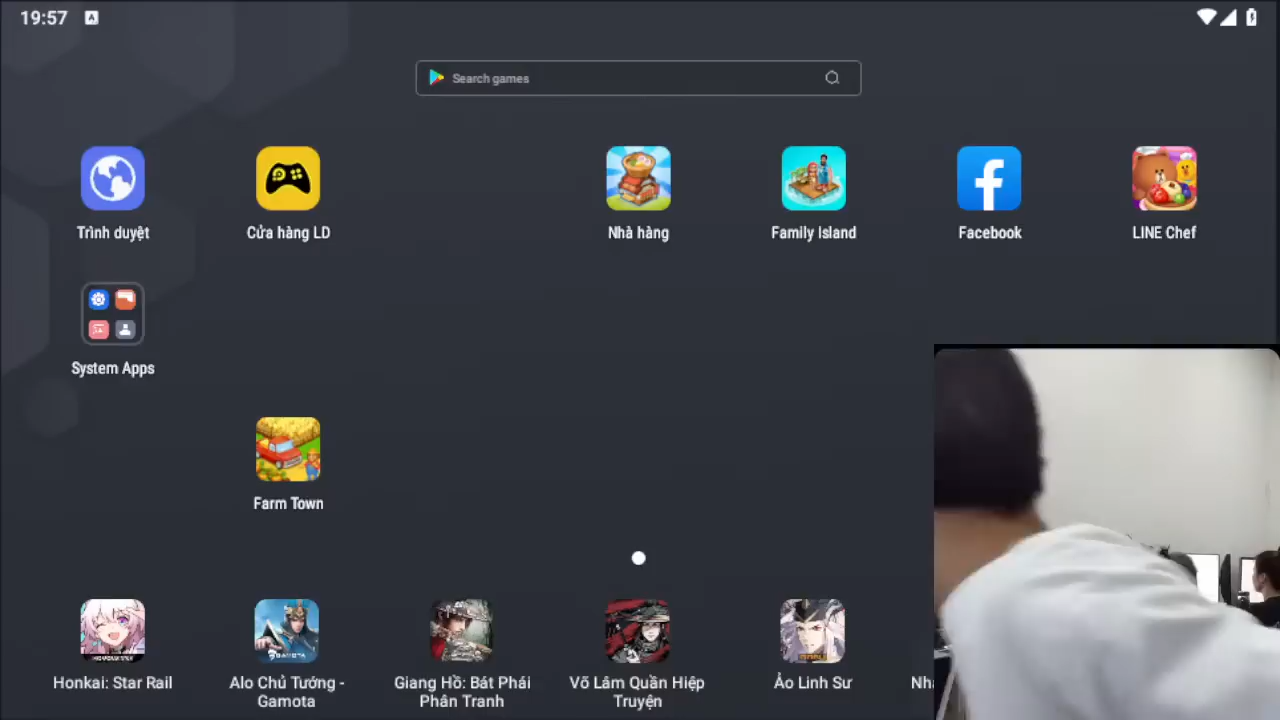 19:57
Search games
Trình duyệt
Cửa hàng LD
Nhà hàng
Family Island
Facebook
LINE Chef
System Apps
Farm Town
Honkai: Star Rail
Alo Chủ Tướng -
Gamota
Giang Hồ: Bát Phái
Phân Tranh
Võ Lâm Quần Hiệp
Truyện
Ảo Linh Sư